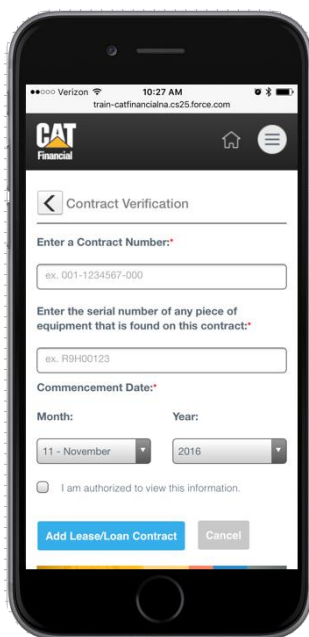 Verizon 10:27 AM
train-catfinancialna.cs25.force.com
CAT
Financial
Contract Verification
Enter a Contract Number:*
ex. 001-1234567-000
Enter the serial number of any piece of
equipment that is found on this contract:*
ex. R9H00123
Commencement Date:*
Month: Year:
11 - November 2016
I am authorized to view this information.
Add Lease/Loan Contract Cancel